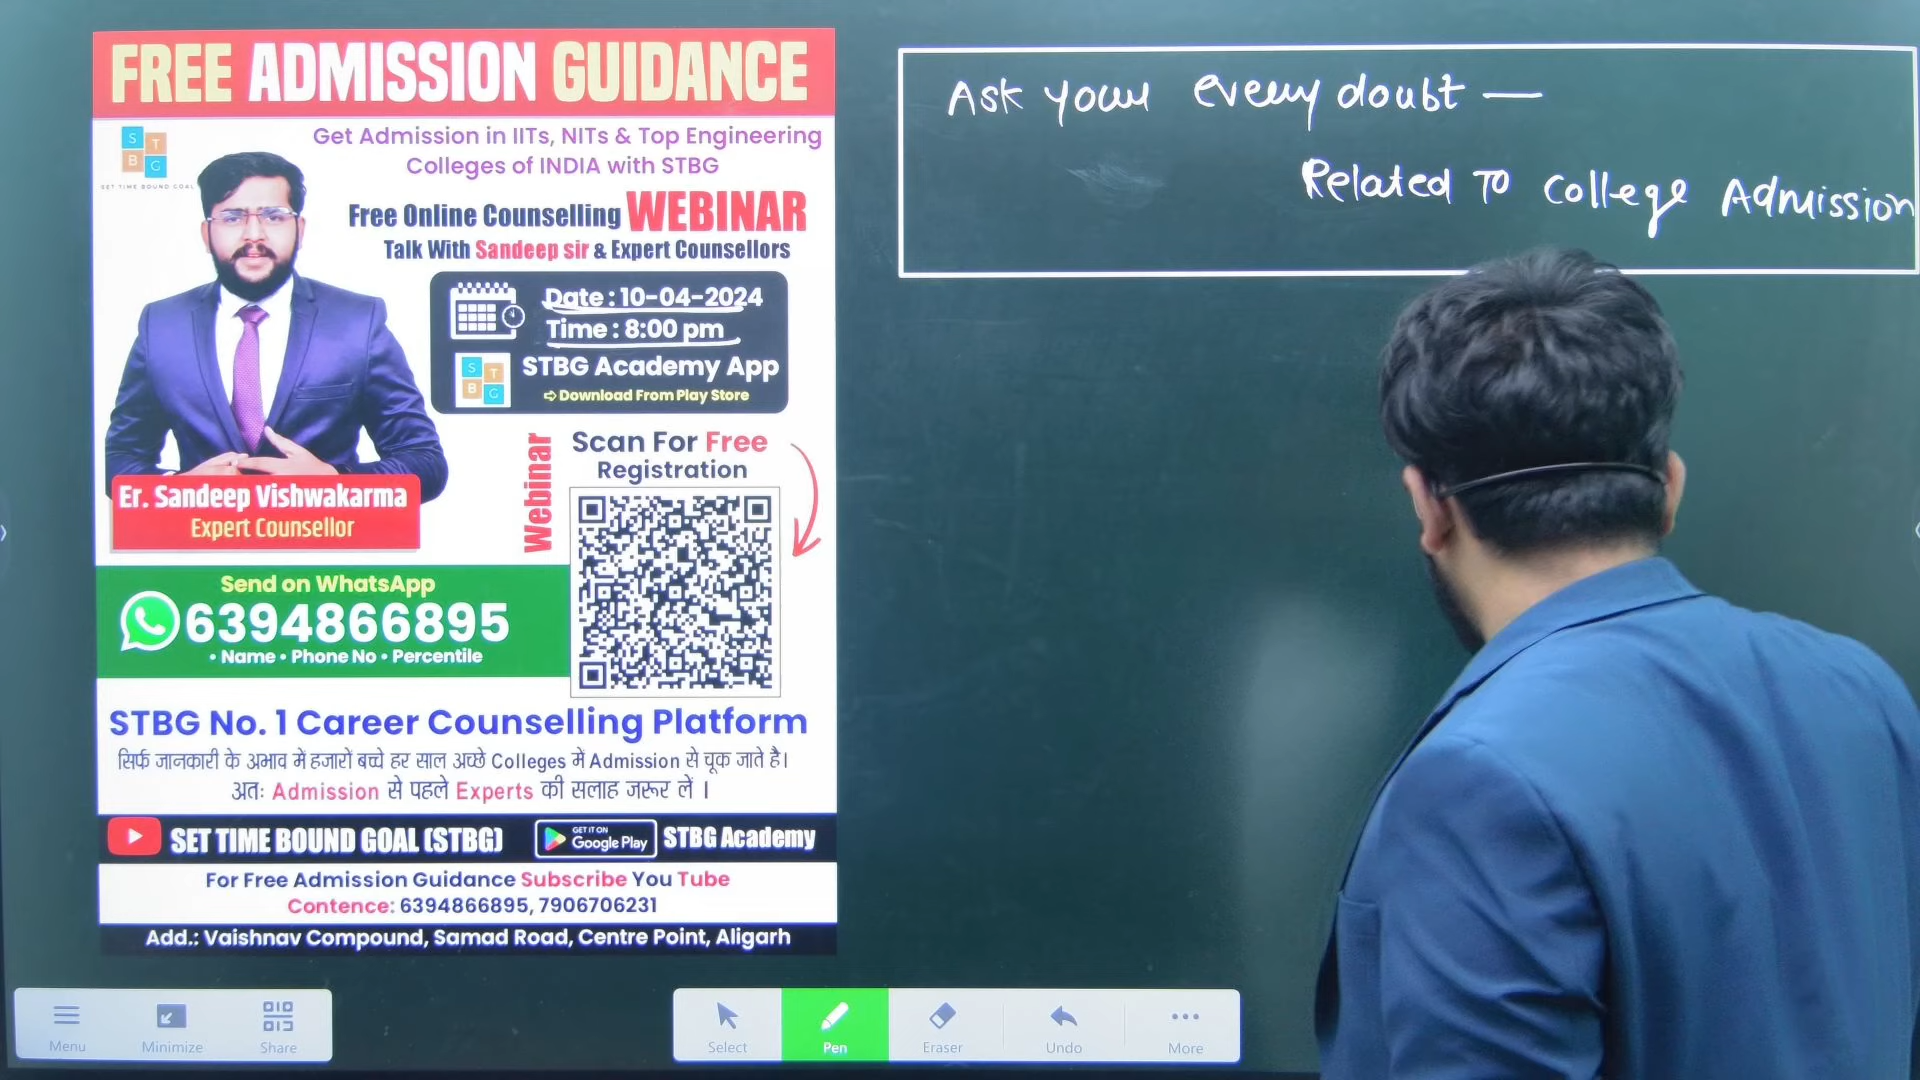 FREE ADMISSION GUIDANCE
S T B G
GET TIME BOUND GOAL
Get Admission in IITs, NITs & Top Engineering
Colleges of INDIA with STBG
Free Online Counselling WEBINAR
Talk With Sandeep sir & Expert Counsellors
Date : 10-04-2024
Time : 8:00 pm
S T B G
STBG Academy App
⇨ Download From Play Store
Webinar
Scan For Free
Registration
Er. Sandeep Vishwakarma
Expert Counsellor
Send on WhatsApp
6394866895
• Name • Phone No • Percentile
STBG No. 1 Career Counselling Platform
सिर्फ जानकारी के अभाव में हजारों बच्चे हर साल अच्छे Colleges में Admission से चूक जाते है।
अतः Admission से पहले Experts की सलाह जरूर लें ।
SET TIME BOUND GOAL (STBG)
GET IT ON
Google Play
STBG Academy
For Free Admission Guidance Subscribe You Tube
Contence: 6394866895, 7906706231
Add.: Vaishnav Compound, Samad Road, Centre Point, Aligarh
Ask your every doubt —
Related To College Admission
Menu
Minimize
Share
Select
Pen
Eraser
Undo
More